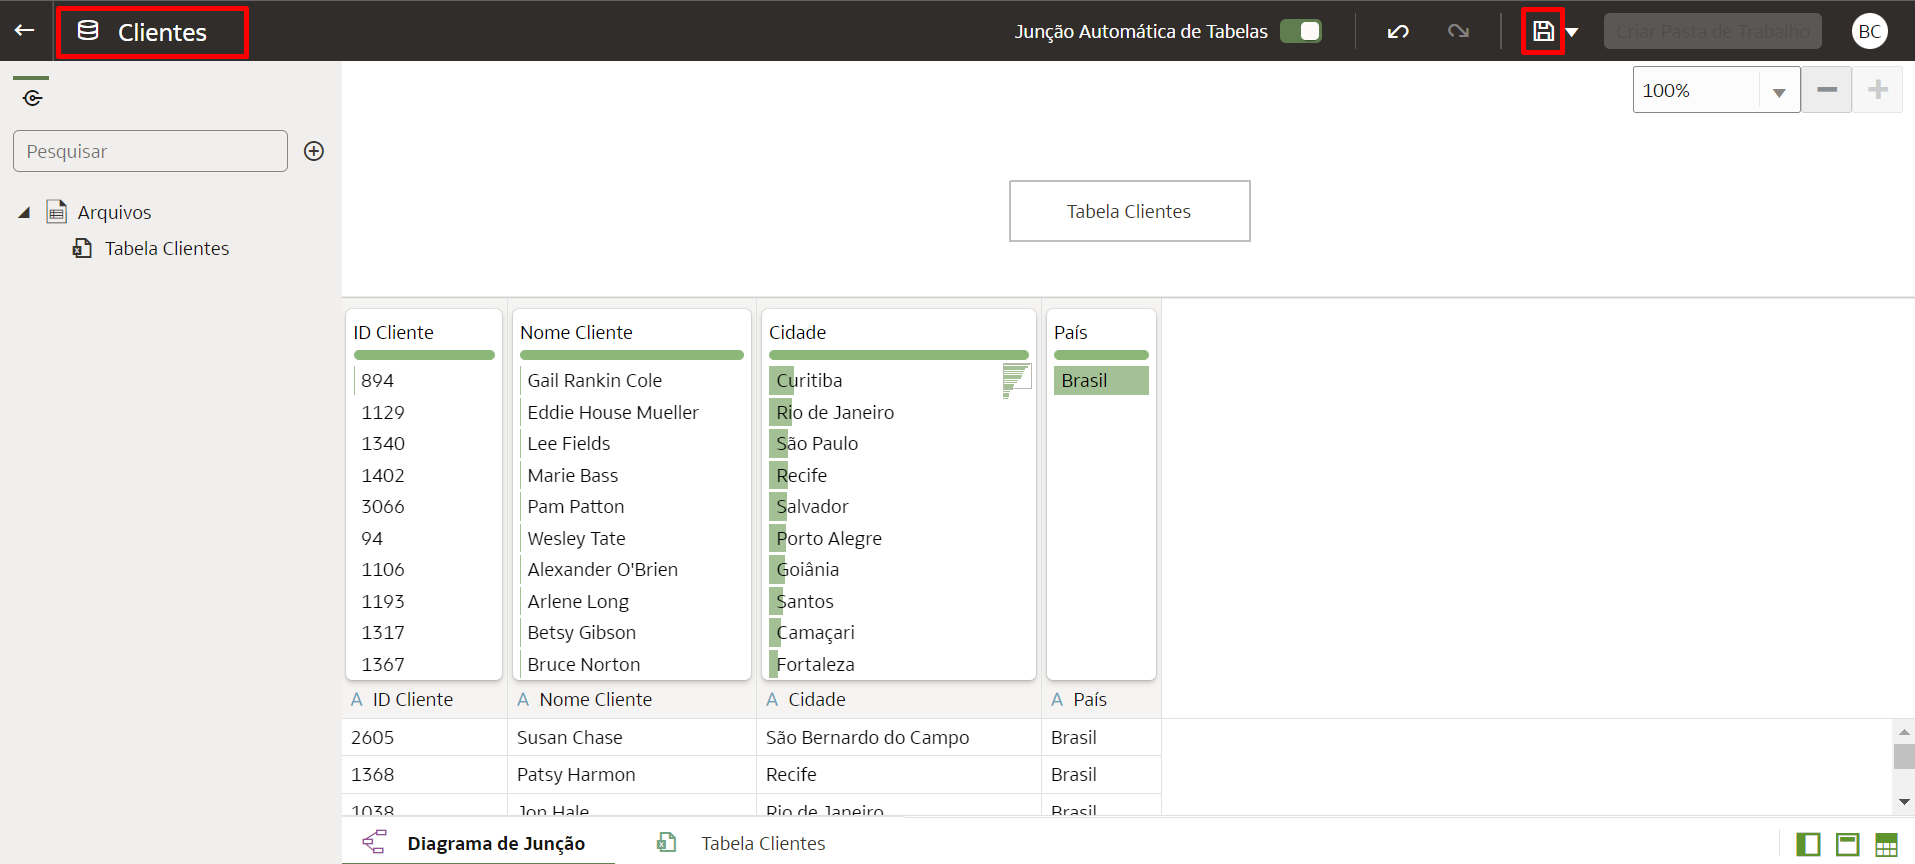 Clientes
Junção Automática de Tabelas
Criar Pasta de Trabalho
BC
100%
Pesquisar
Arquivos
Tabela Clientes
Tabela Clientes
ID Cliente Nome Cliente Cidade País
894 Gail Rankin Cole Curitiba Brasil
1129 Eddie House Mueller Rio de Janeiro
1340 Lee Fields São Paulo
1402 Marie Bass Recife
3066 Pam Patton Salvador
94 Wesley Tate Porto Alegre
1106 Alexander O'Brien Goiânia
1193 Arlene Long Santos
1317 Betsy Gibson Camaçari
1367 Bruce Norton Fortaleza
A ID Cliente A Nome Cliente A Cidade A País
2605 Susan Chase São Bernardo do Campo Brasil
1368 Patsy Harmon Recife Brasil
1038 Jon Hale Rio de Janeiro Brasil
Diagrama de Junção Tabela Clientes